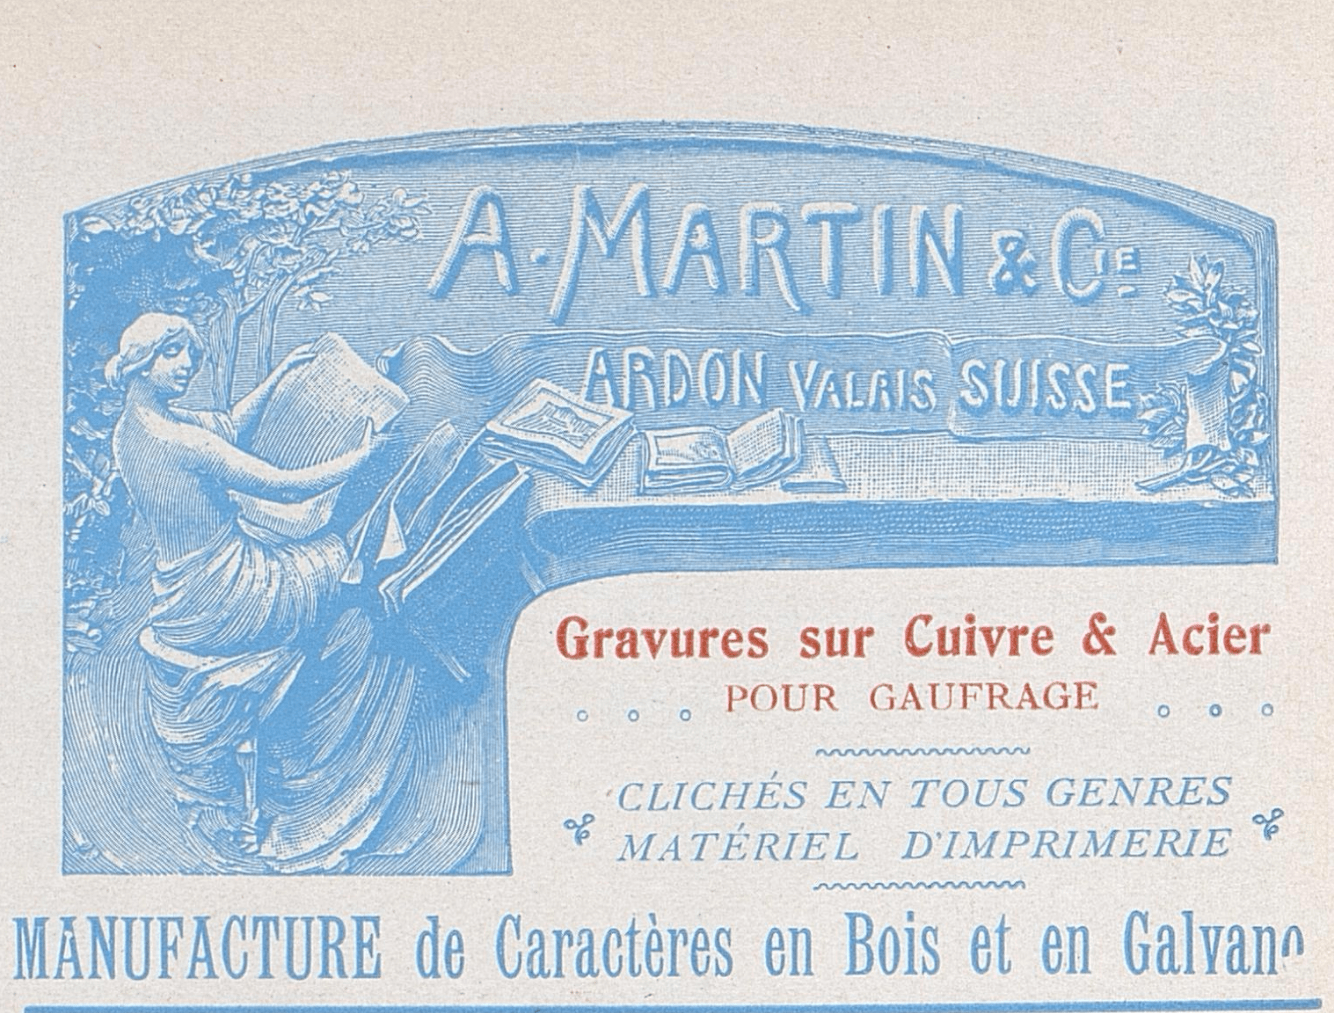 A. MARTIN & CIE
ARDON VALAIS SUISSE
Gravures sur Cuivre & Acier
POUR GAUFRAGE
CLICHÉS EN TOUS GENRES
MATÉRIEL D'IMPRIMERIE
MANUFACTURE de Caractères en Bois et en Galvano